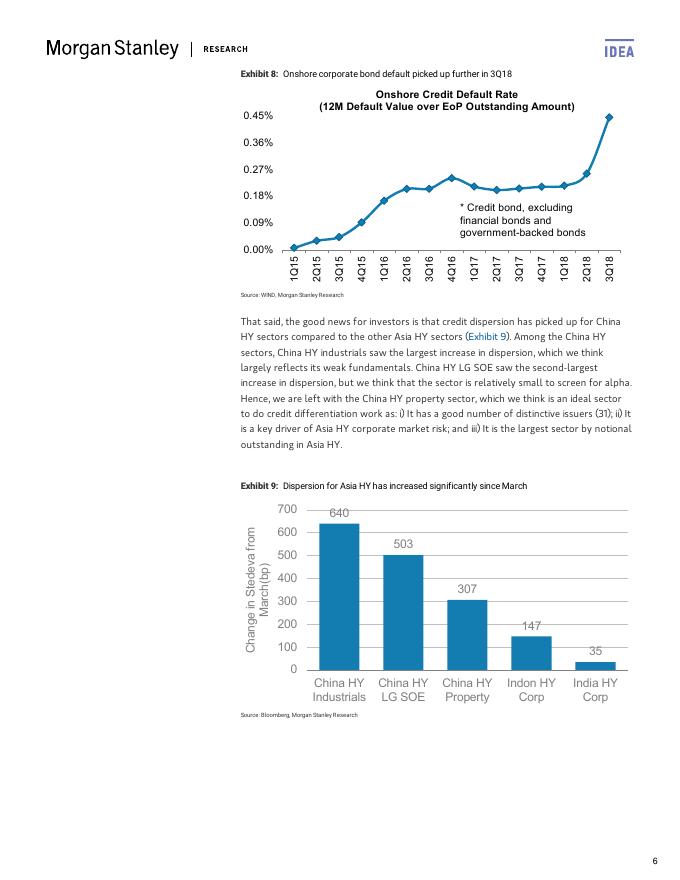 Morgan Stanley | RESEARCH
IDEA
Exhibit 8: Onshore corporate bond default picked up further in 3Q18
Onshore Credit Default Rate
(12M Default Value over EoP Outstanding Amount)
0.45%
0.36%
0.27%
0.18%
0.09%
0.00%
* Credit bond, excluding
financial bonds and
government-backed bonds
1Q15
2Q15
3Q15
4Q15
1Q16
2Q16
3Q16
4Q16
1Q17
2Q17
3Q17
4Q17
1Q18
2Q18
3Q18
Source: WIND, Morgan Stanley Research
That said, the good news for investors is that credit dispersion has picked up for China
HY sectors compared to the other Asia HY sectors (Exhibit 9). Among the China HY
sectors, China HY industrials saw the largest increase in dispersion, which we think
largely reflects its weak fundamentals. China HY LG SOE saw the second-largest
increase in dispersion, but we think that the sector is relatively small to screen for alpha.
Hence, we are left with the China HY property sector, which we think is an ideal sector
to do credit differentiation work as: i) It has a good number of distinctive issuers (31); ii) It
is a key driver of Asia HY corporate market risk; and iii) It is the largest sector by notional
outstanding in Asia HY.
Exhibit 9: Dispersion for Asia HY has increased significantly since March
Change in Stedeva from
March(bp)
700
600
500
400
300
200
100
0
640
503
307
147
35
China HY
Industrials
China HY
LG SOE
China HY
Property
Indon HY
Corp
India HY
Corp
Source: Bloomberg, Morgan Stanley Research
6